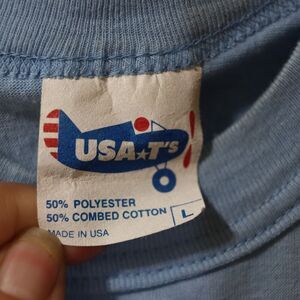 USA★T's
50% POLYESTER
50% COMBED COTTON
L
MADE IN USA